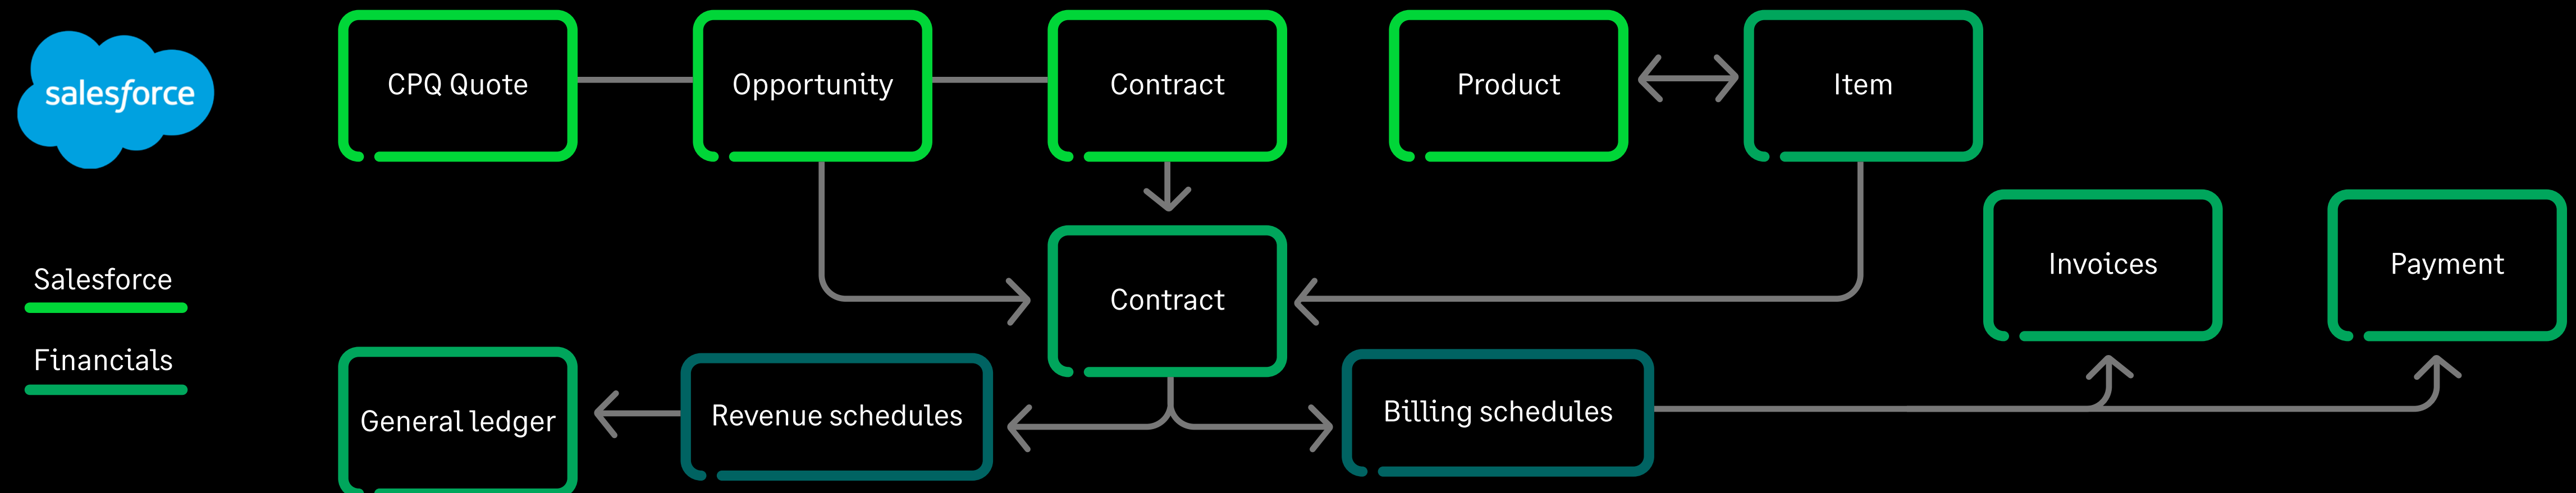 salesforce
CPQ Quote
Opportunity
Contract
Product
Item
Invoices
Payment
Salesforce
Contract
Financials
General ledger
Revenue schedules
Billing schedules